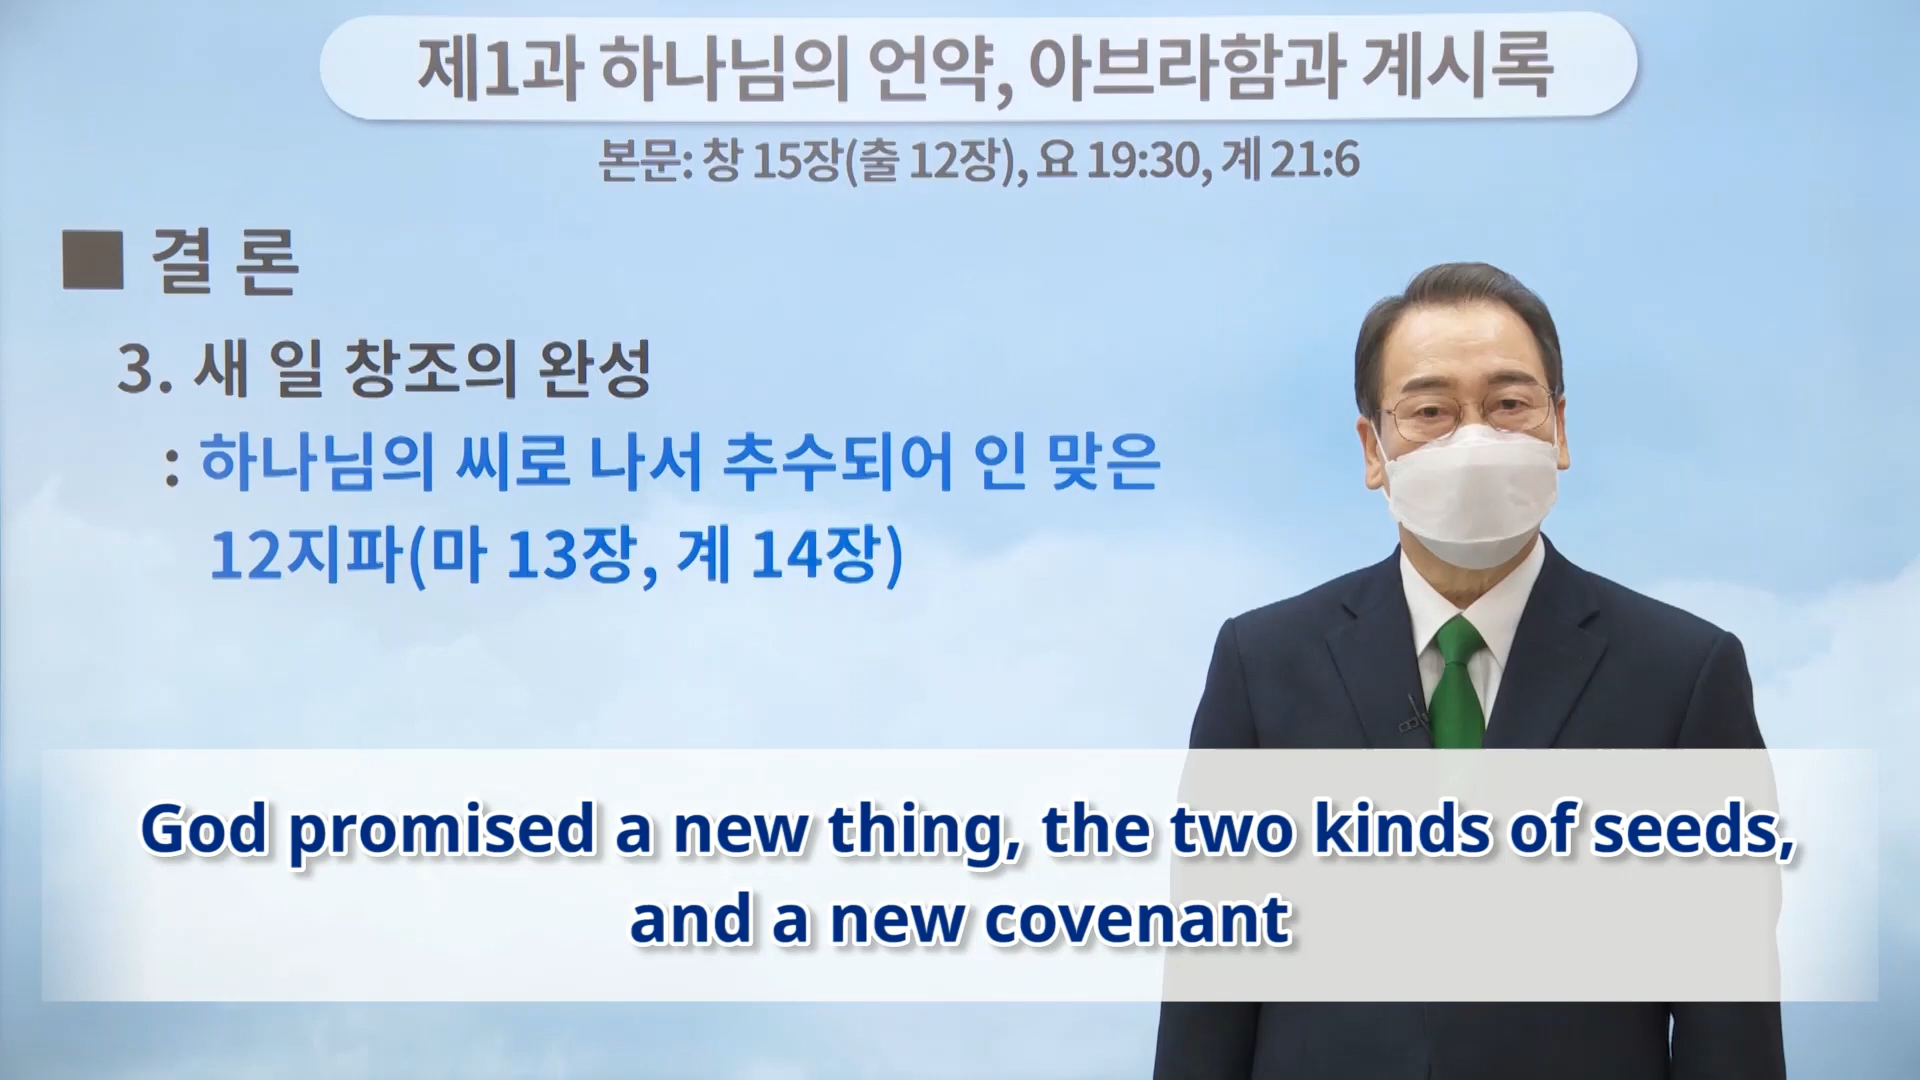 제1과 하나님의 언약, 아브라함과 계시록
본문: 창 15장(출 12장), 요 19:30, 계 21:6
■ 결 론
3. 새 일 창조의 완성
: 하나님의 씨로 나서 추수되어 인 맞은
12지파(마 13장, 계 14장)
God promised a new thing, the two kinds of seeds,
and a new covenant